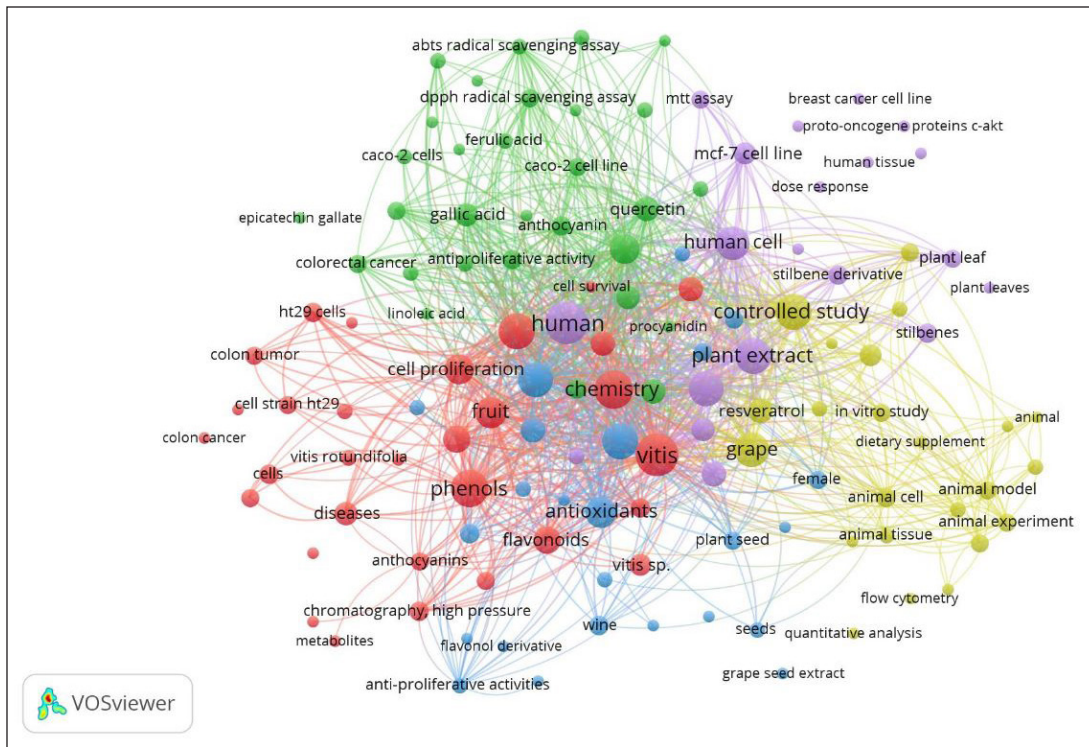 abts radical scavenging assay
dpph radical scavenging assay
mtt assay
breast cancer cell line
proto-oncogene proteins c-akt
ferulic acid
caco-2 cells
mcf-7 cell line
human tissue
caco-2 cell line
dose response
epicatechin gallate
gallic acid
quercetin
anthocyanin
human cell
colorectal cancer
antiproliferative activity
plant leaf
stilbene derivative
cell survival
plant leaves
ht29 cells
linoleic acid
human
procyanidin
controlled study
stilbenes
colon tumor
plant extract
cell proliferation
chemistry
cell strain ht29
fruit
resveratrol
in vitro study
animal
colon cancer
dietary supplement
vitis rotundifolia
vitis
grape
cells
female
phenols
animal model
animal cell
diseases
antioxidants
animal experiment
flavonoids
plant seed
animal tissue
anthocyanins
vitis sp.
flow cytometry
chromatography, high pressure
wine
seeds
quantitative analysis
metabolites
flavonol derivative
grape seed extract
anti-proliferative activities
VOSviewer